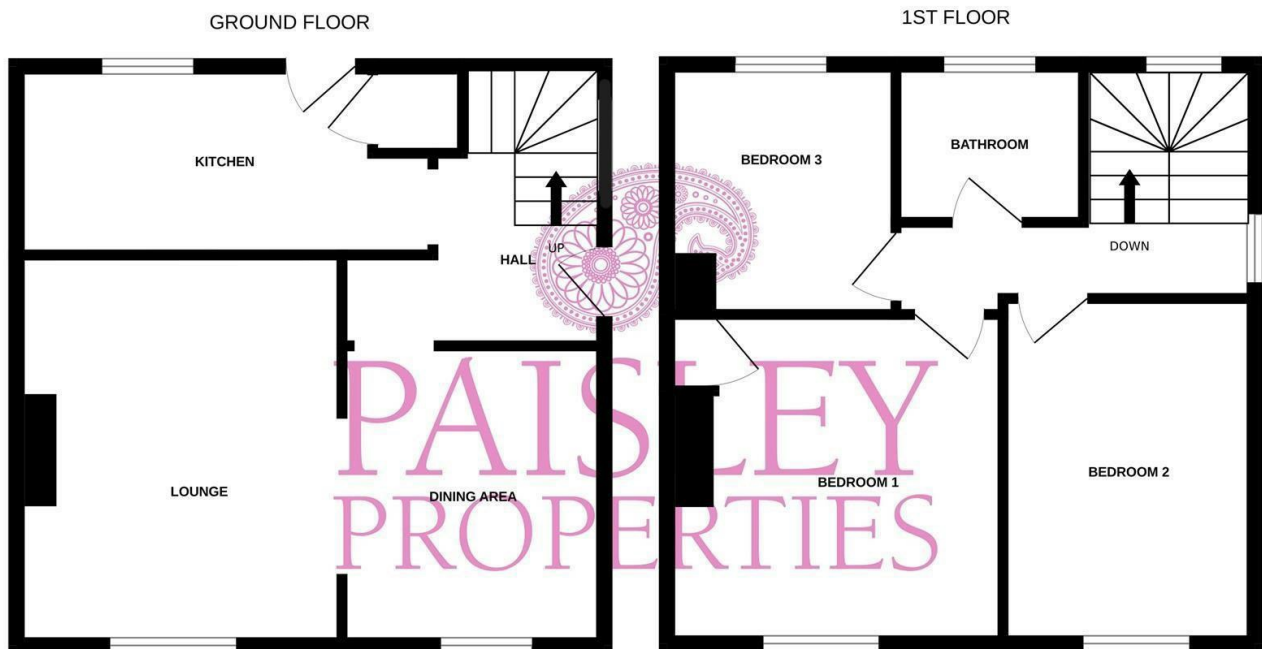 GROUND FLOOR
1ST FLOOR
KITCHEN
UP
HALL
LOUNGE
DINING AREA
BEDROOM 3
BATHROOM
DOWN
BEDROOM 1
BEDROOM 2
PAISLEY
PROPERTIES